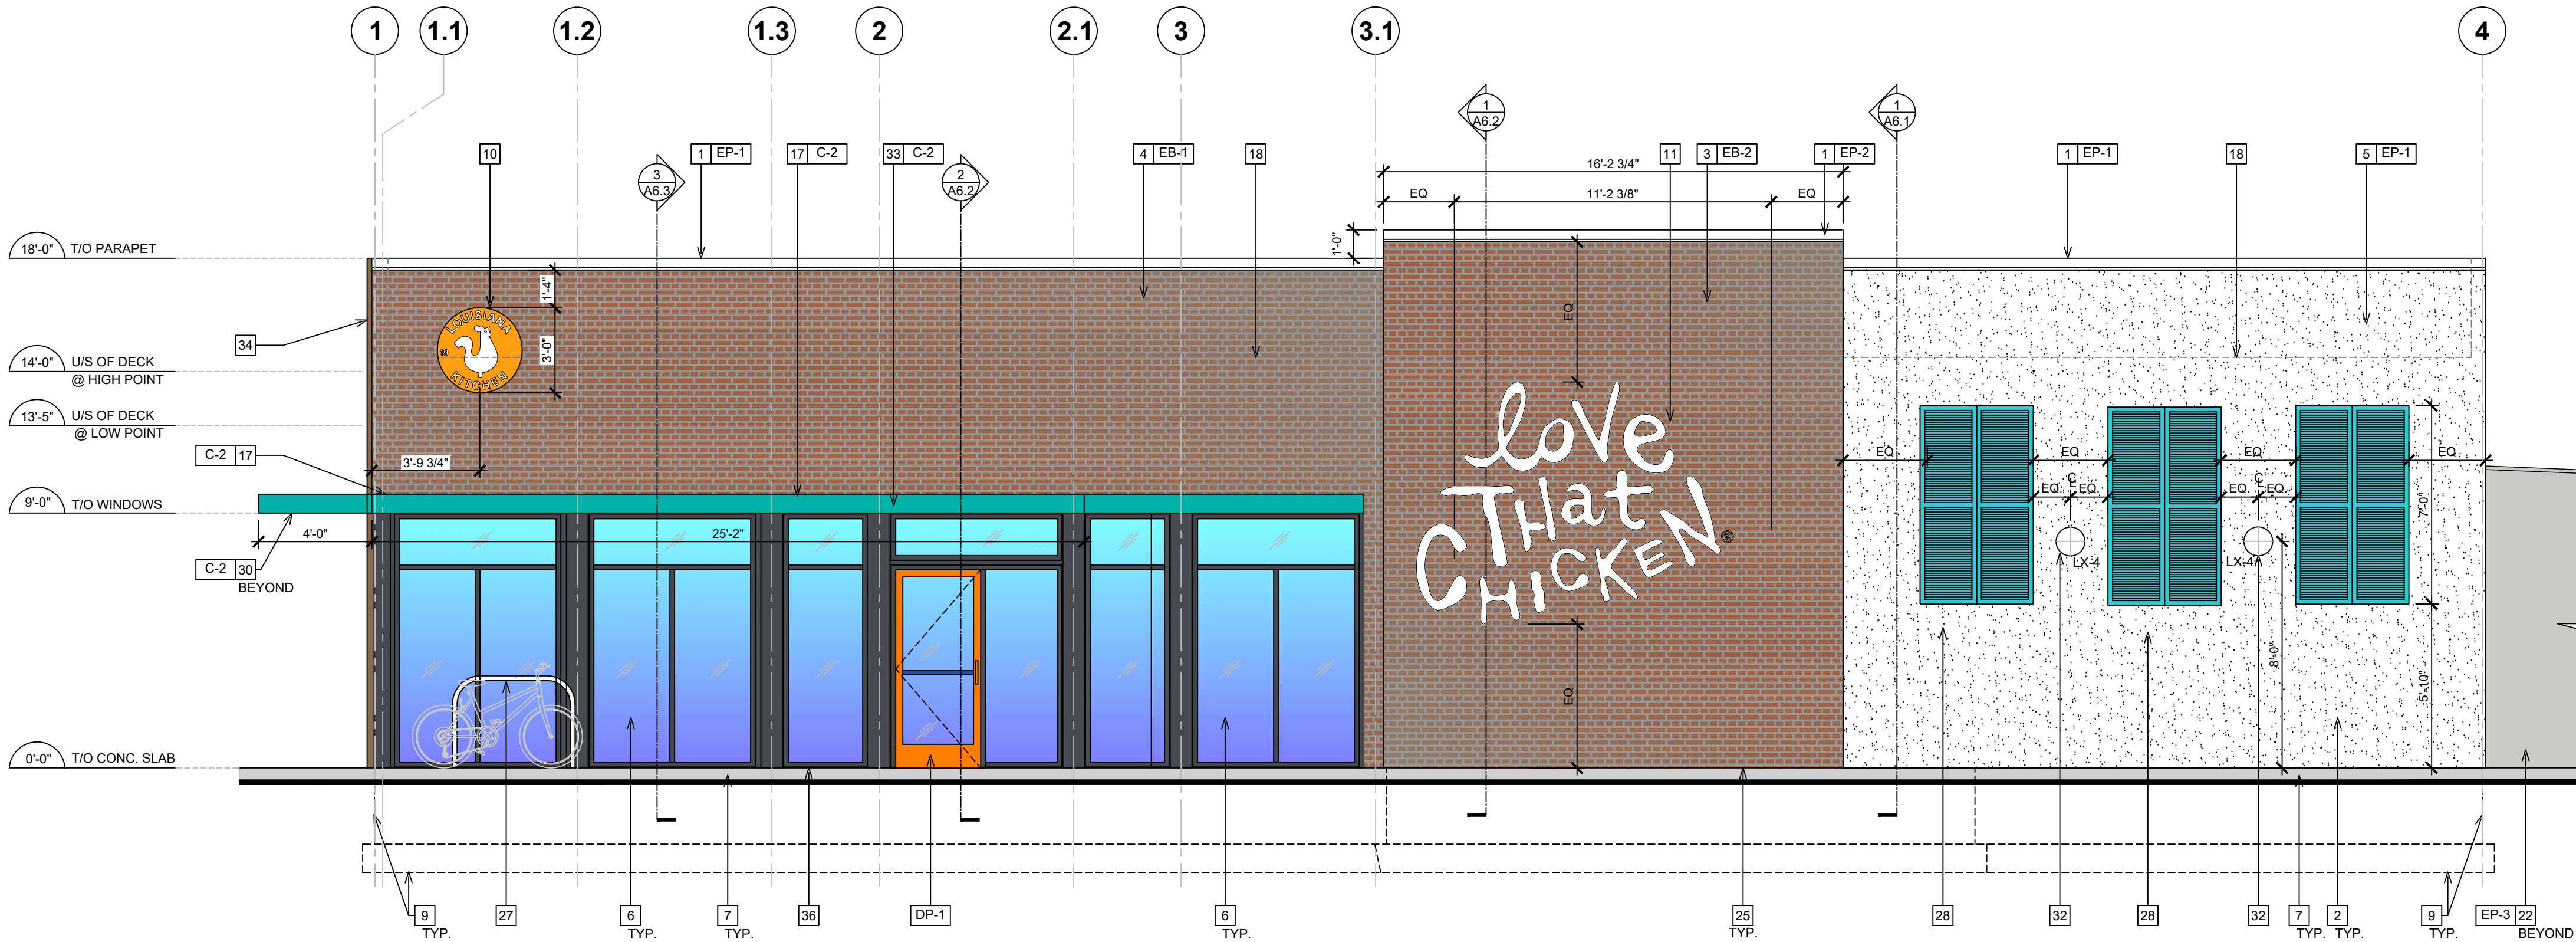 1 1.1 1.2 1.3 2 2.1 3 3.1 4
1 A6.2
1 A6.1
10
1 EP-1
17 C-2
33 C-2
4 EB-1
18
16'-2 3/4"
11
3 EB-2
1 EP-2
1 EP-1
18
5 EP-1
3 A6.3
2 A6.2
EQ 11'-2 3/8" EQ
18'-0" T/O PARAPET
1'-0"
1'-4"
EQ
LOUISIANA
19
KITCHEN
3'-0"
34
14'-0" U/S OF DECK
@ HIGH POINT
13'-5" U/S OF DECK
@ LOW POINT
love
THat
CHICKEN®
C-2 17
3'-9 3/4"
EQ EQ EQ EQ
C L C L
EQ EQ EQ EQ
7'-0"
9'-0" T/O WINDOWS
4'-0" 25'-2"
C-2 30
BEYOND
LX-4 LX-4
8'-0"
5'-10"
EQ
0'-0" T/O CONC. SLAB
9
TYP.
27
6
TYP.
7
TYP.
36
DP-1
6
TYP.
25
TYP.
28
32
28
32
7
TYP.
2
TYP.
9
TYP.
EP-3 22
BEYOND